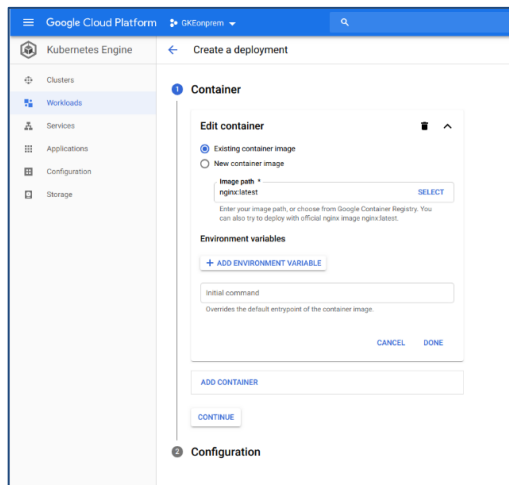 Google Cloud Platform
GKEonprem
Kubernetes Engine
Create a deployment
Clusters
Workloads
Services
Applications
Configuration
Storage
1 Container
Edit container
Existing container image
New container image
Image path *
nginx:latest
SELECT
Enter your image path, or choose from Google Container Registry. You
can also try to deploy with official nginx image nginx:latest.
Environment variables
+ ADD ENVIRONMENT VARIABLE
Initial command
Overrides the default entrypoint of the container image.
CANCEL
DONE
ADD CONTAINER
CONTINUE
2 Configuration